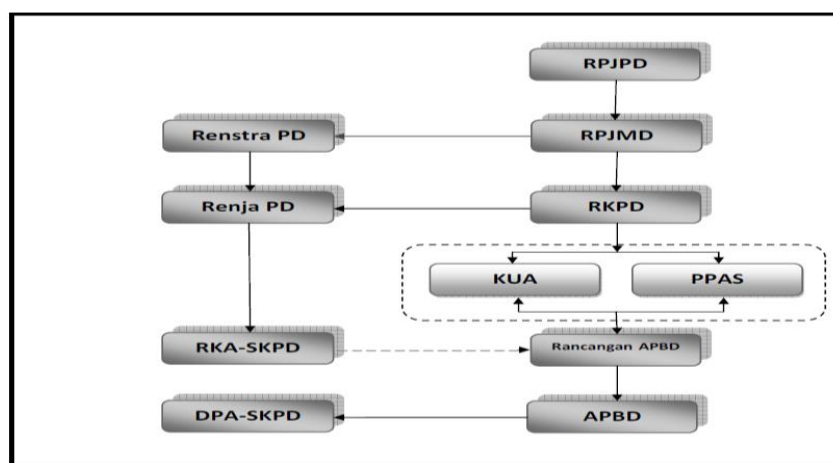 RPJPD
Renstra PD
RPJMD
Renja PD
RKPD
KUA
PPAS
RKA-SKPD
Rancangan APBD
DPA-SKPD
APBD